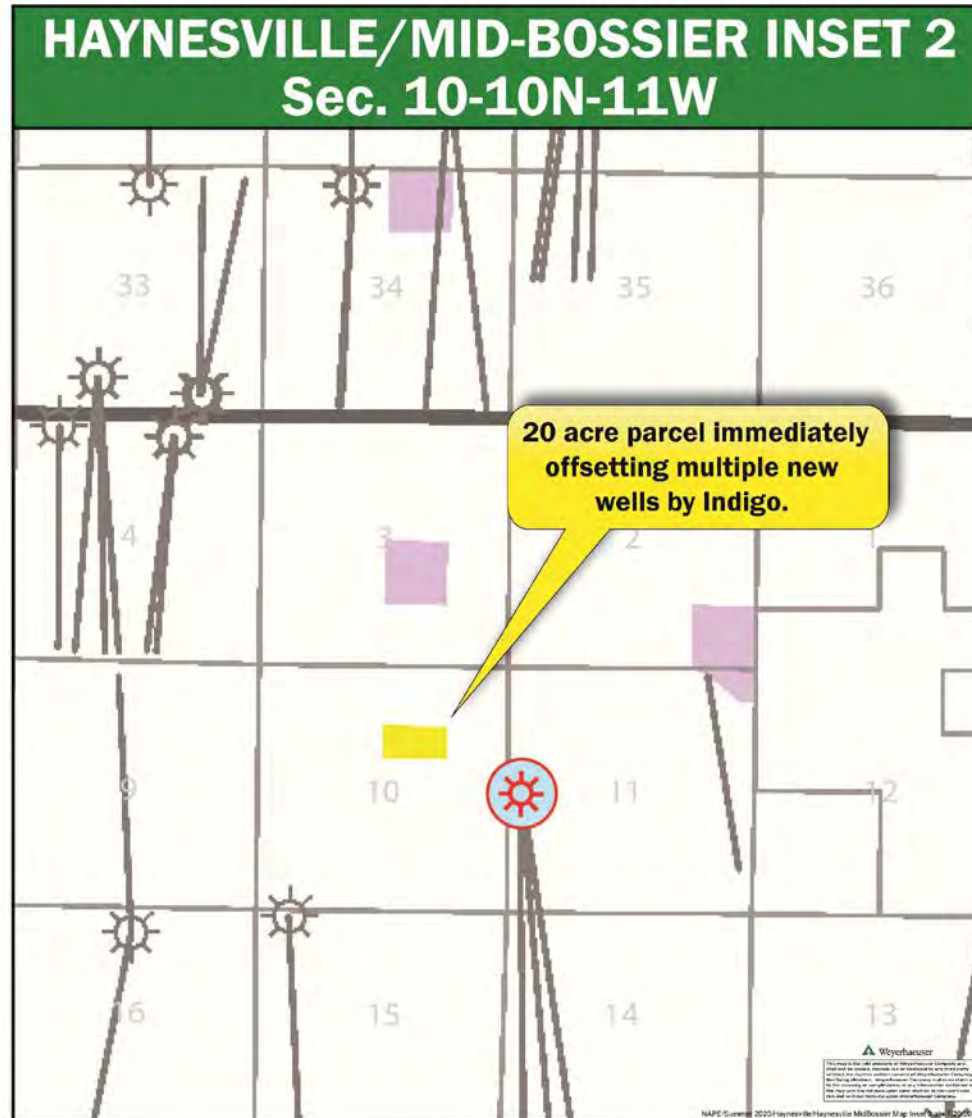 HAYNESVILLE/MID-BOSSIER INSET 2
Sec. 10-10N-11W
33
34
35
36
20 acre parcel immediately
offsetting multiple new
wells by Indigo.
4
3
2
1
9
10
11
12
16
15
14
13
Weyerhaeuser